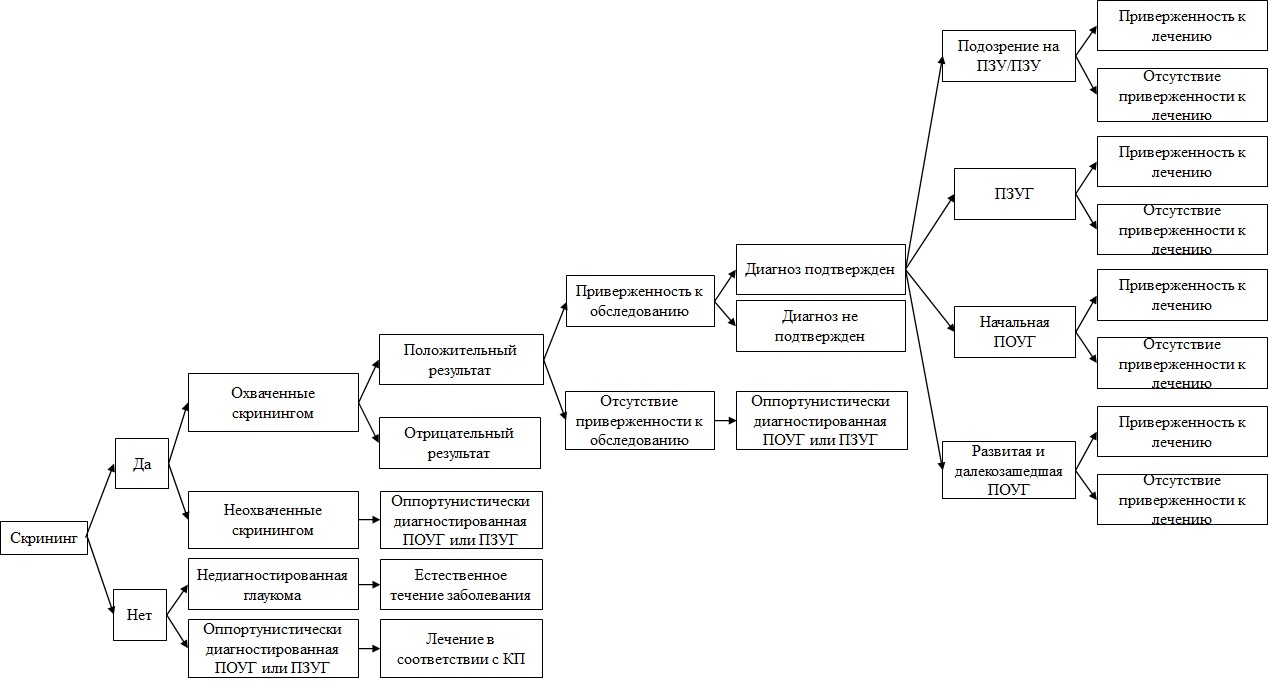 Скрининг
Да
Нет
Охваченные
скринингом
Неохваченные
скринингом
Недиагностированная
глаукома
Оппортунистически
диагностированная
ПОУГ или ПЗУГ
Положительный
результат
Отрицательный
результат
Оппортунистически
диагностированная
ПОУГ или ПЗУГ
Естественное
течение заболевания
Лечение в
соответствии с КП
Приверженность к
обследованию
Отсутствие
приверженности к
обследованию
Диагноз подтвержден
Диагноз не
подтвержден
Оппортунистически
диагностированная
ПОУГ или ПЗУГ
Подозрение на
ПЗУ/ПЗУ
ПЗУГ
Начальная
ПОУГ
Развитая и
далекозашедшая
ПОУГ
Приверженность к
лечению
Отсутствие
приверженности к
лечению
Приверженность к
лечению
Отсутствие
приверженности к
лечению
Приверженность к
лечению
Отсутствие
приверженности к
лечению
Приверженность к
лечению
Отсутствие
приверженности к
лечению